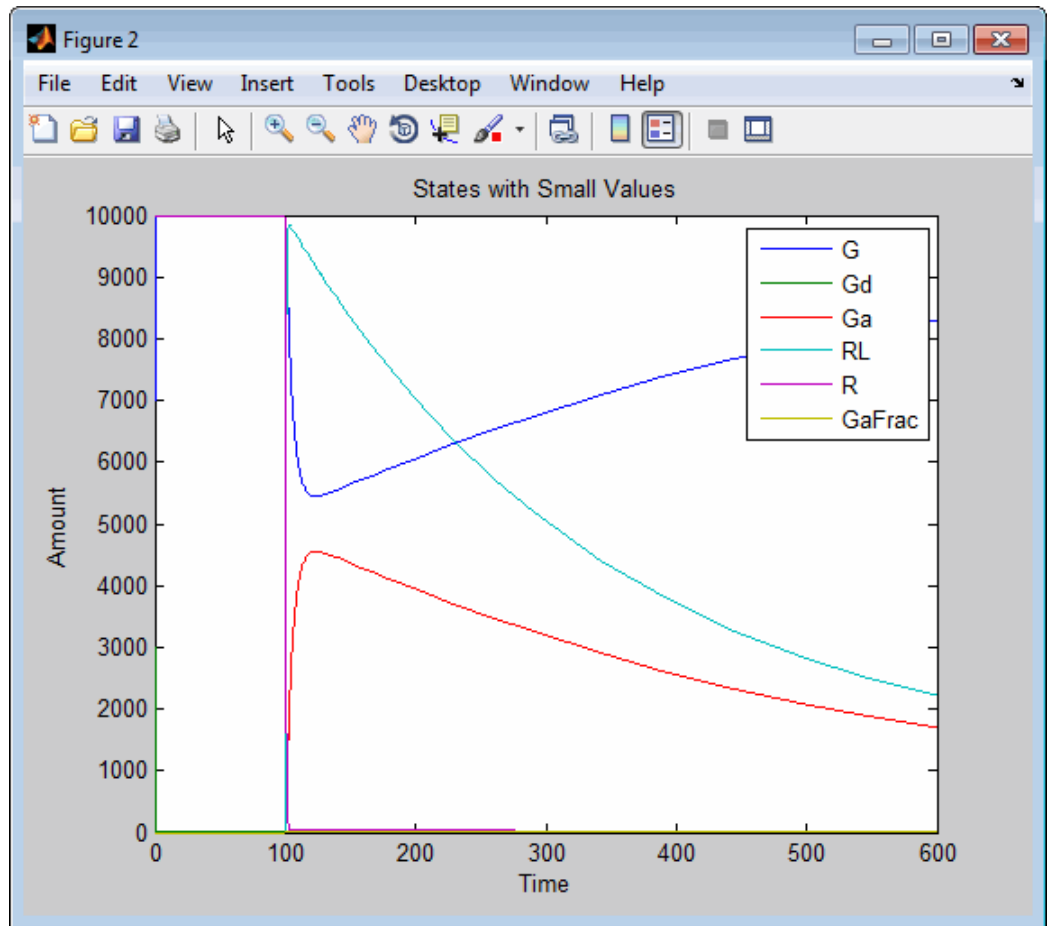 Figure 2
File Edit View Insert Tools Desktop Window Help
States with Small Values
10000
9000
8000
7000
6000
5000
4000
3000
2000
1000
0
Amount
G
Gd
Ga
RL
R
GaFrac
0 100 200 300 400 500 600
Time